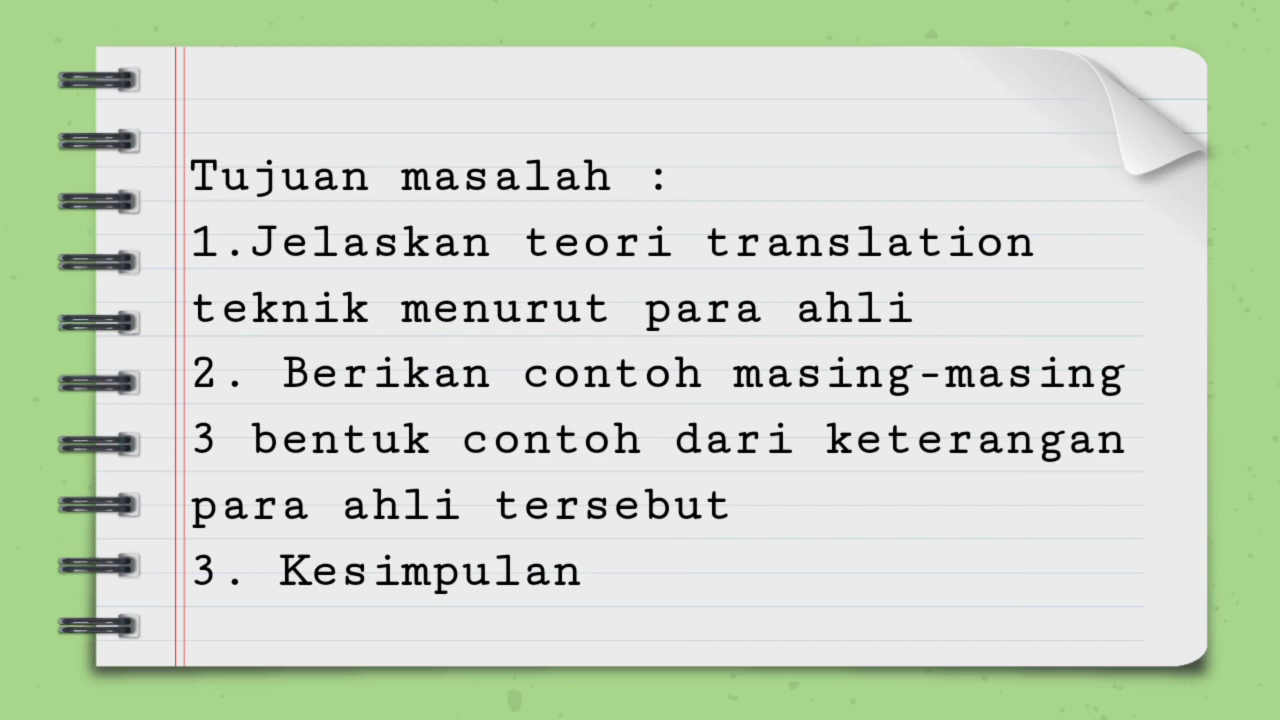 Tujuan masalah :
1.Jelaskan teori translation
teknik menurut para ahli
2. Berikan contoh masing-masing
3 bentuk contoh dari keterangan
para ahli tersebut
3. Kesimpulan